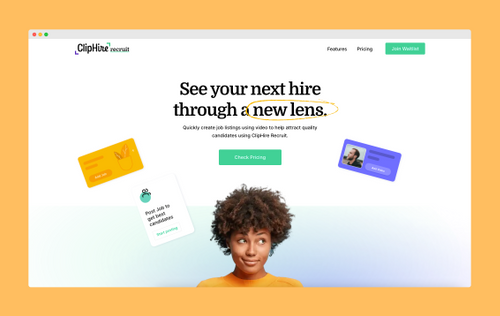 ClipHire recruit
Features
Pricing
Join Waitlist
See your next hire
through a new lens.
Quickly create job listings using video to help attract quality
candidates using ClipHire Recruit.
Check Pricing
Post Job to
get best
candidates
Start posting